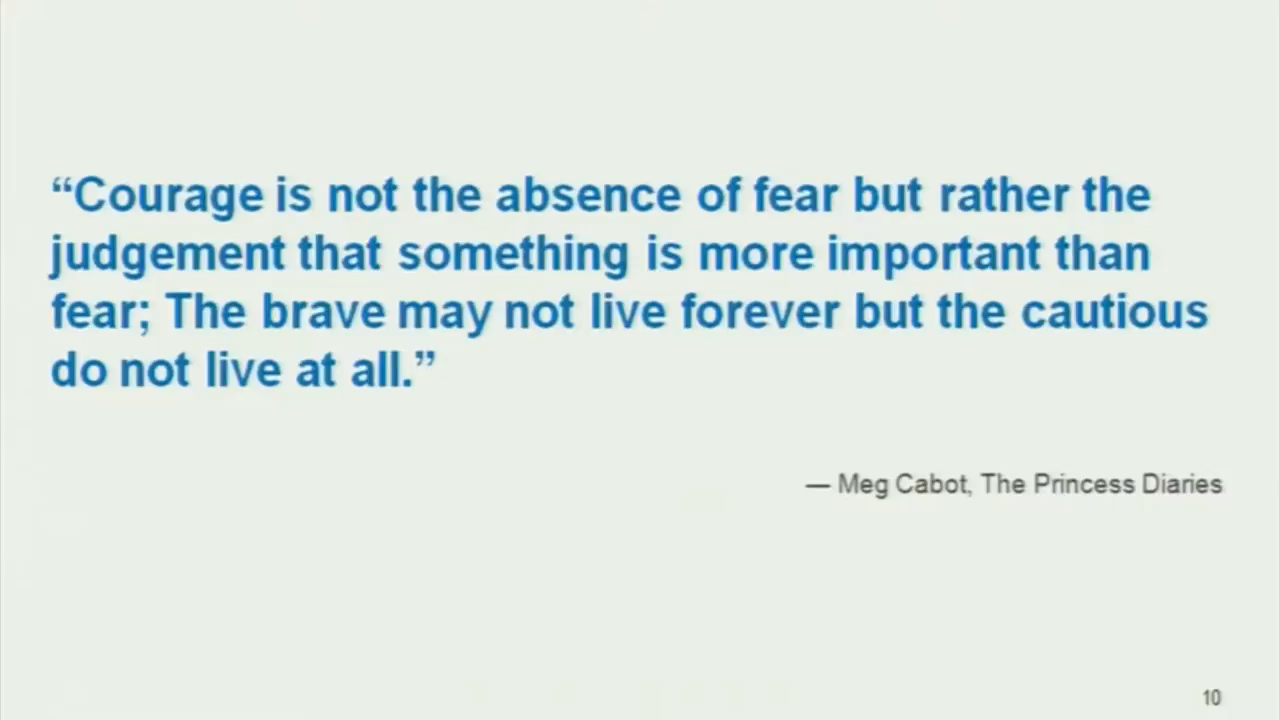 “Courage is not the absence of fear but rather the
judgement that something is more important than
fear; The brave may not live forever but the cautious
do not live at all.”
— Meg Cabot, The Princess Diaries
10